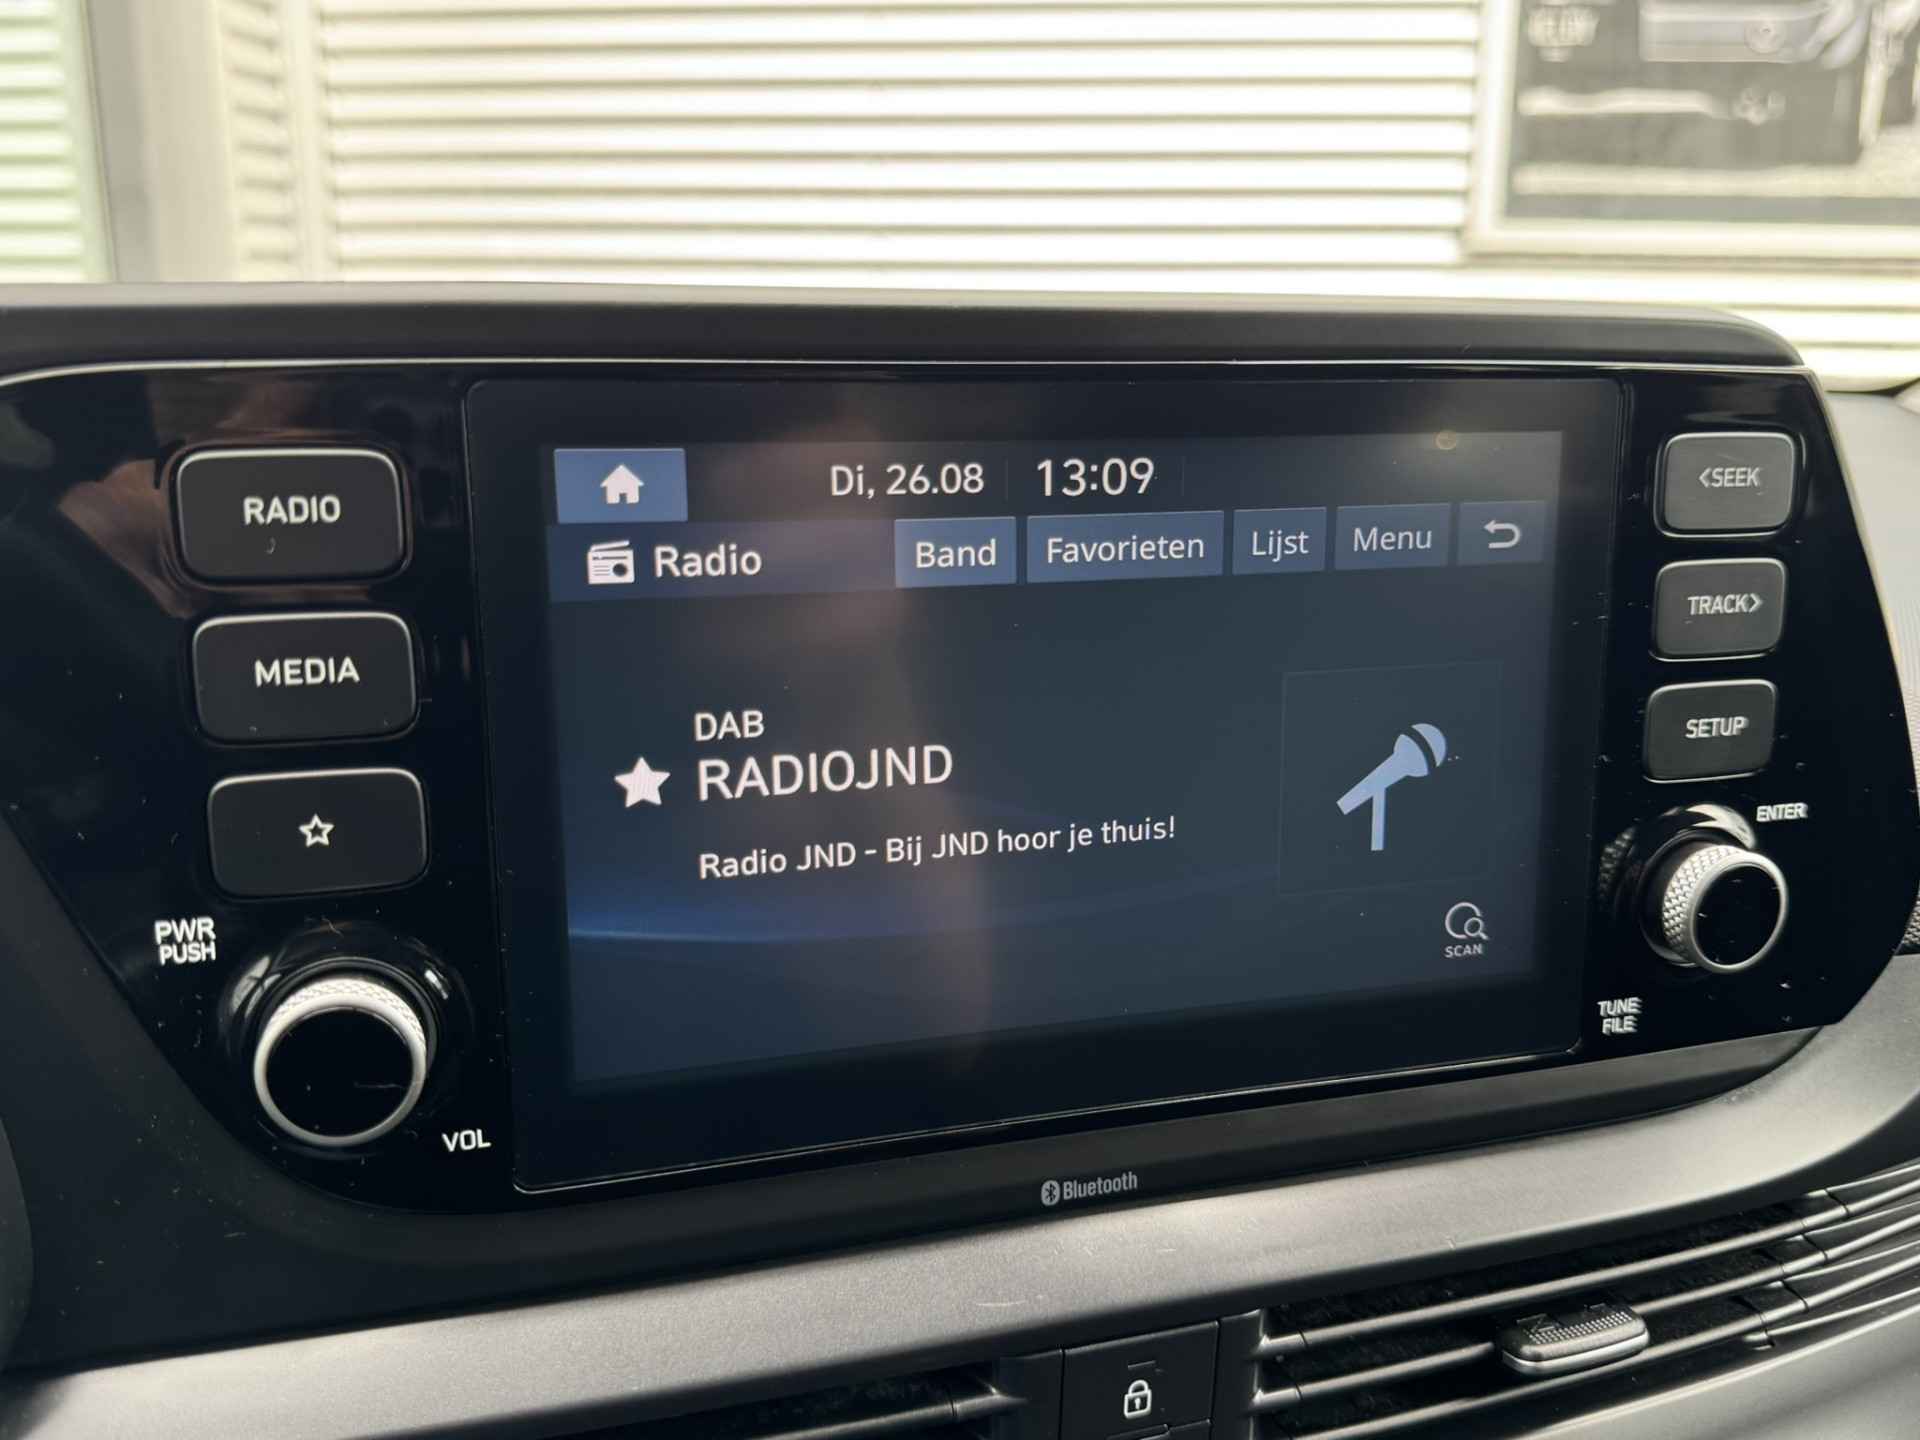 RADIO
MEDIA
PWR
PUSH
VOL
Di, 26.08 13:09
Radio Band Favorieten Lijst Menu
DAB
RADIOJND
Radio JND - Bij JND hoor je thuis!
SCAN
<SEEK
TRACK>
SETUP
ENTER
TUNE
FILE
Bluetooth